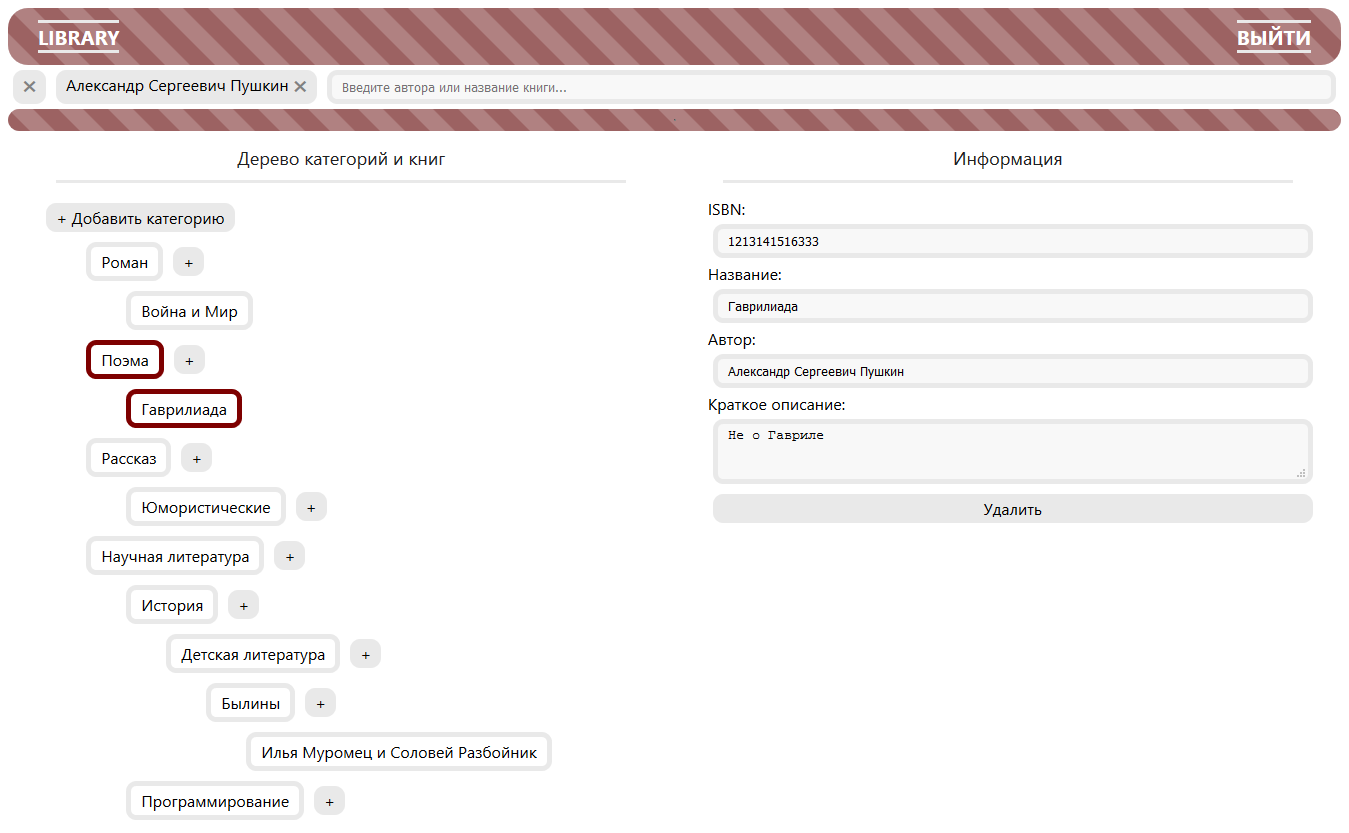 LIBRARY ВЫЙТИ
✕ Александр Сергеевич Пушкин ✕ Введите автора или название книги...
Дерево категорий и книг
+ Добавить категорию
Роман +
Война и Мир
Поэма +
Гаврилиада
Рассказ +
Юмористические +
Научная литература +
История +
Детская литература +
Былины +
Илья Муромец и Соловей Разбойник
Программирование +
Информация
ISBN:
1213141516333
Название:
Гаврилиада
Автор:
Александр Сергеевич Пушкин
Краткое описание:
Не о Гавриле
Удалить